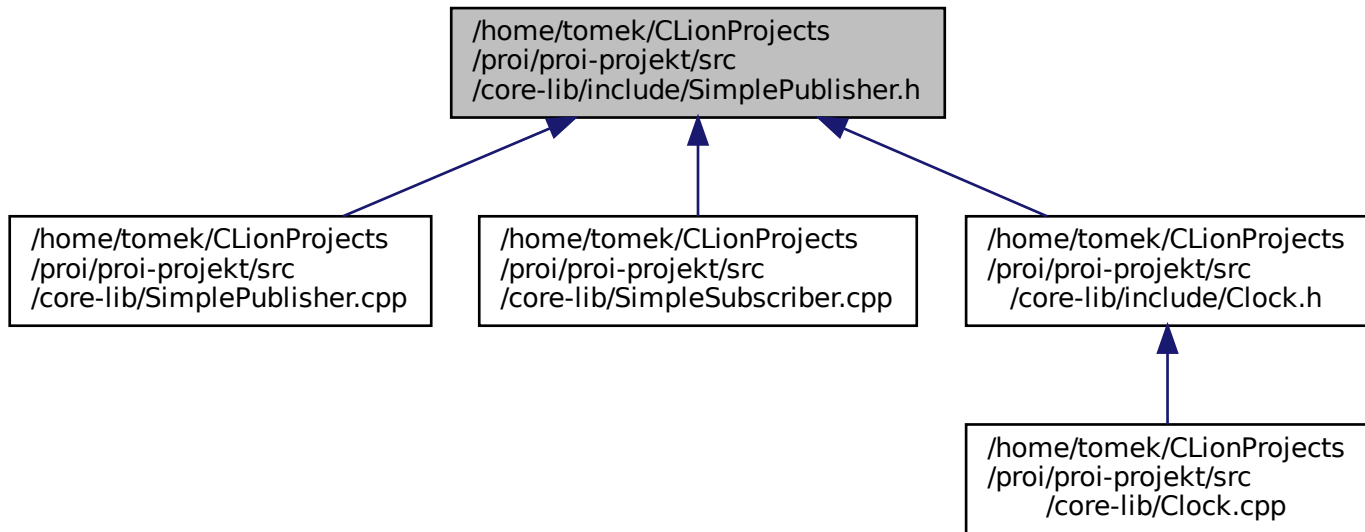 /home/tomek/CLionProjects
/proi/proi-projekt/src
/core-lib/include/SimplePublisher.h
/home/tomek/CLionProjects
/proi/proi-projekt/src
/core-lib/SimplePublisher.cpp
/home/tomek/CLionProjects
/proi/proi-projekt/src
/core-lib/SimpleSubscriber.cpp
/home/tomek/CLionProjects
/proi/proi-projekt/src
/core-lib/include/Clock.h
/home/tomek/CLionProjects
/proi/proi-projekt/src
/core-lib/Clock.cpp